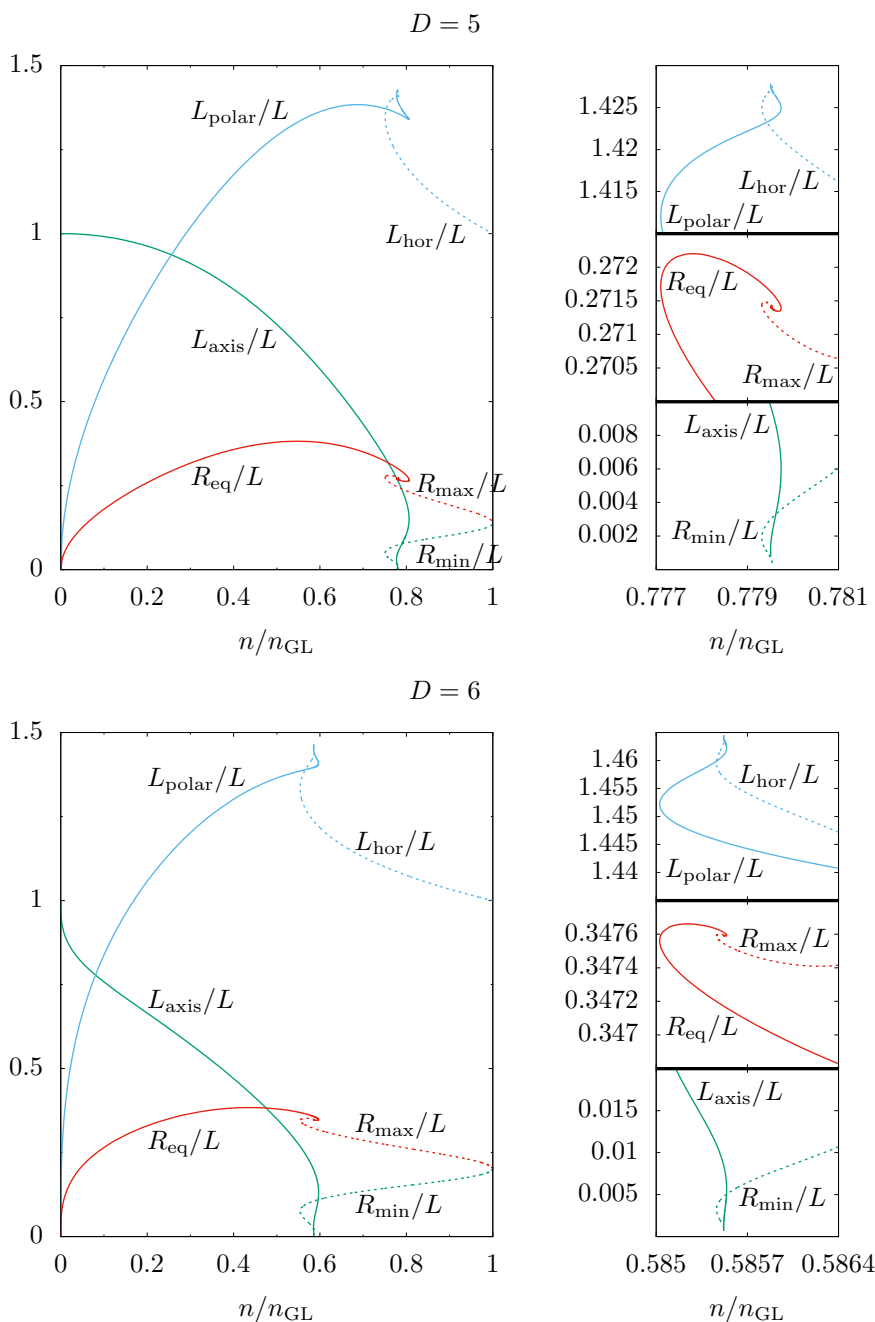 D = 5
1.5
1
0.5
0
L_polar/L
L_hor/L
L_axis/L
R_eq/L
R_max/L
R_min/L
0 0.2 0.4 0.6 0.8 1
n/n_GL
1.425
1.42
1.415
L_hor/L
L_polar/L
0.272
0.2715
0.271
0.2705
R_eq/L
R_max/L
0.008
0.006
0.004
0.002
L_axis/L
R_min/L
0.777 0.779 0.781
n/n_GL
D = 6
1.5
1
0.5
0
L_polar/L
L_hor/L
L_axis/L
R_eq/L
R_max/L
R_min/L
0 0.2 0.4 0.6 0.8 1
n/n_GL
1.46
1.455
1.45
1.445
1.44
L_hor/L
L_polar/L
0.3476
0.3474
0.3472
0.347
R_max/L
R_eq/L
0.015
0.01
0.005
L_axis/L
R_min/L
0.585 0.5857 0.5864
n/n_GL